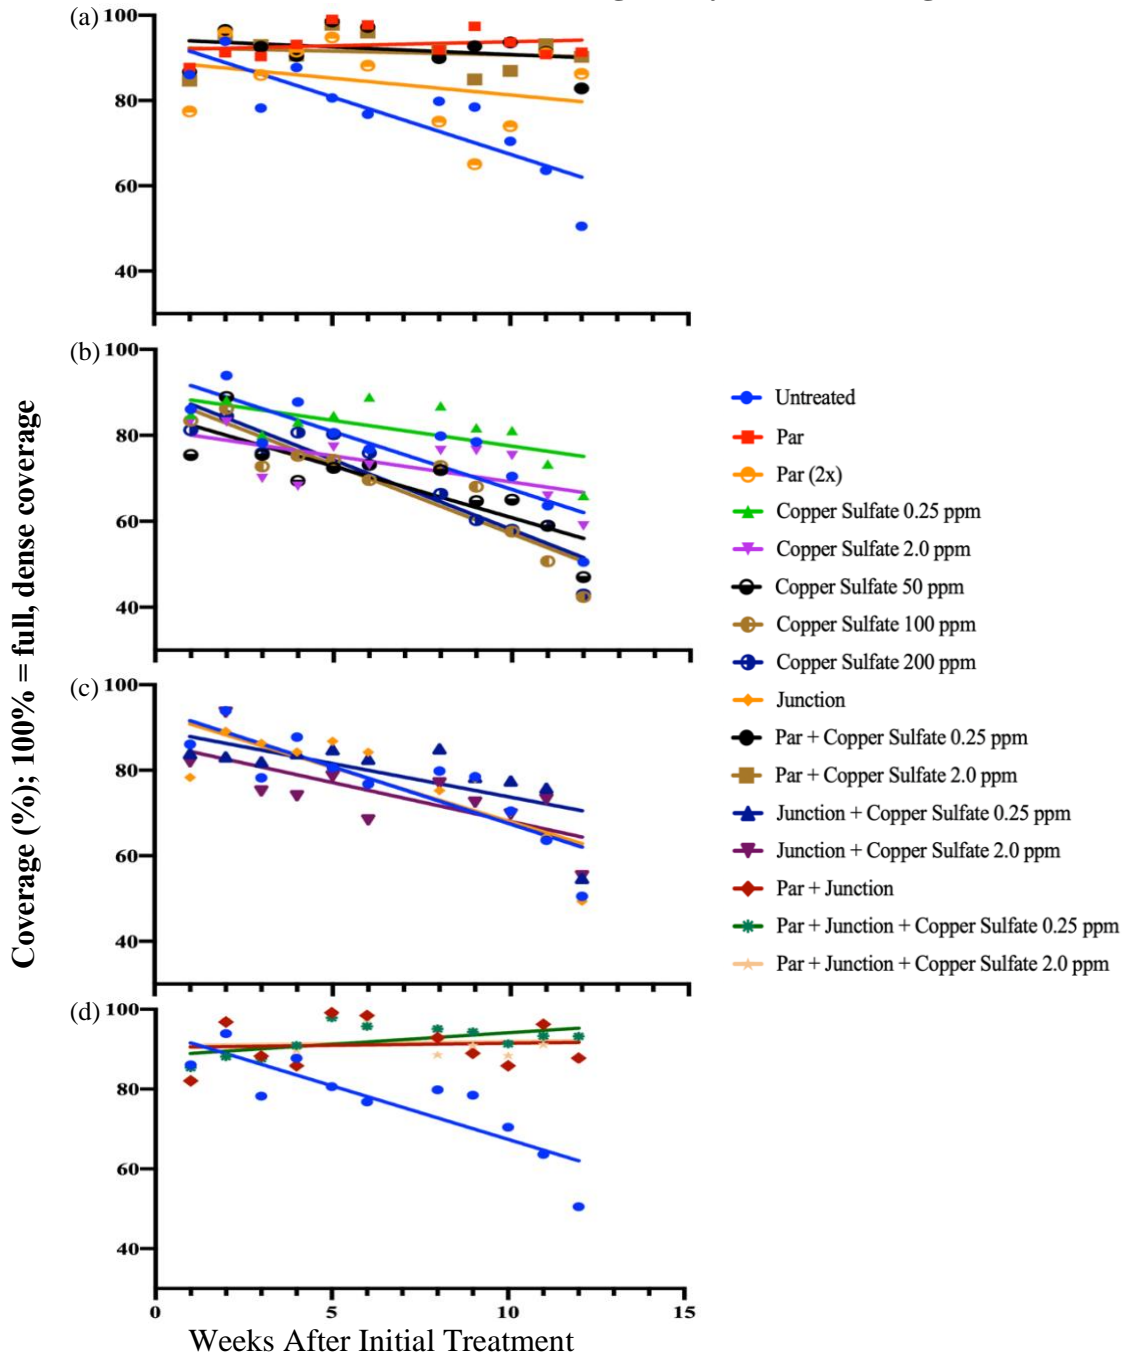 (a)
100
80
60
40
(b)
100
80
60
40
(c)
100
80
60
40
(d)
100
80
60
40
0 5 10 15
Weeks After Initial Treatment
Coverage (%); 100% = full, dense coverage
Untreated
Par
Par (2x)
Copper Sulfate 0.25 ppm
Copper Sulfate 2.0 ppm
Copper Sulfate 50 ppm
Copper Sulfate 100 ppm
Copper Sulfate 200 ppm
Junction
Par + Copper Sulfate 0.25 ppm
Par + Copper Sulfate 2.0 ppm
Junction + Copper Sulfate 0.25 ppm
Junction + Copper Sulfate 2.0 ppm
Par + Junction
Par + Junction + Copper Sulfate 0.25 ppm
Par + Junction + Copper Sulfate 2.0 ppm